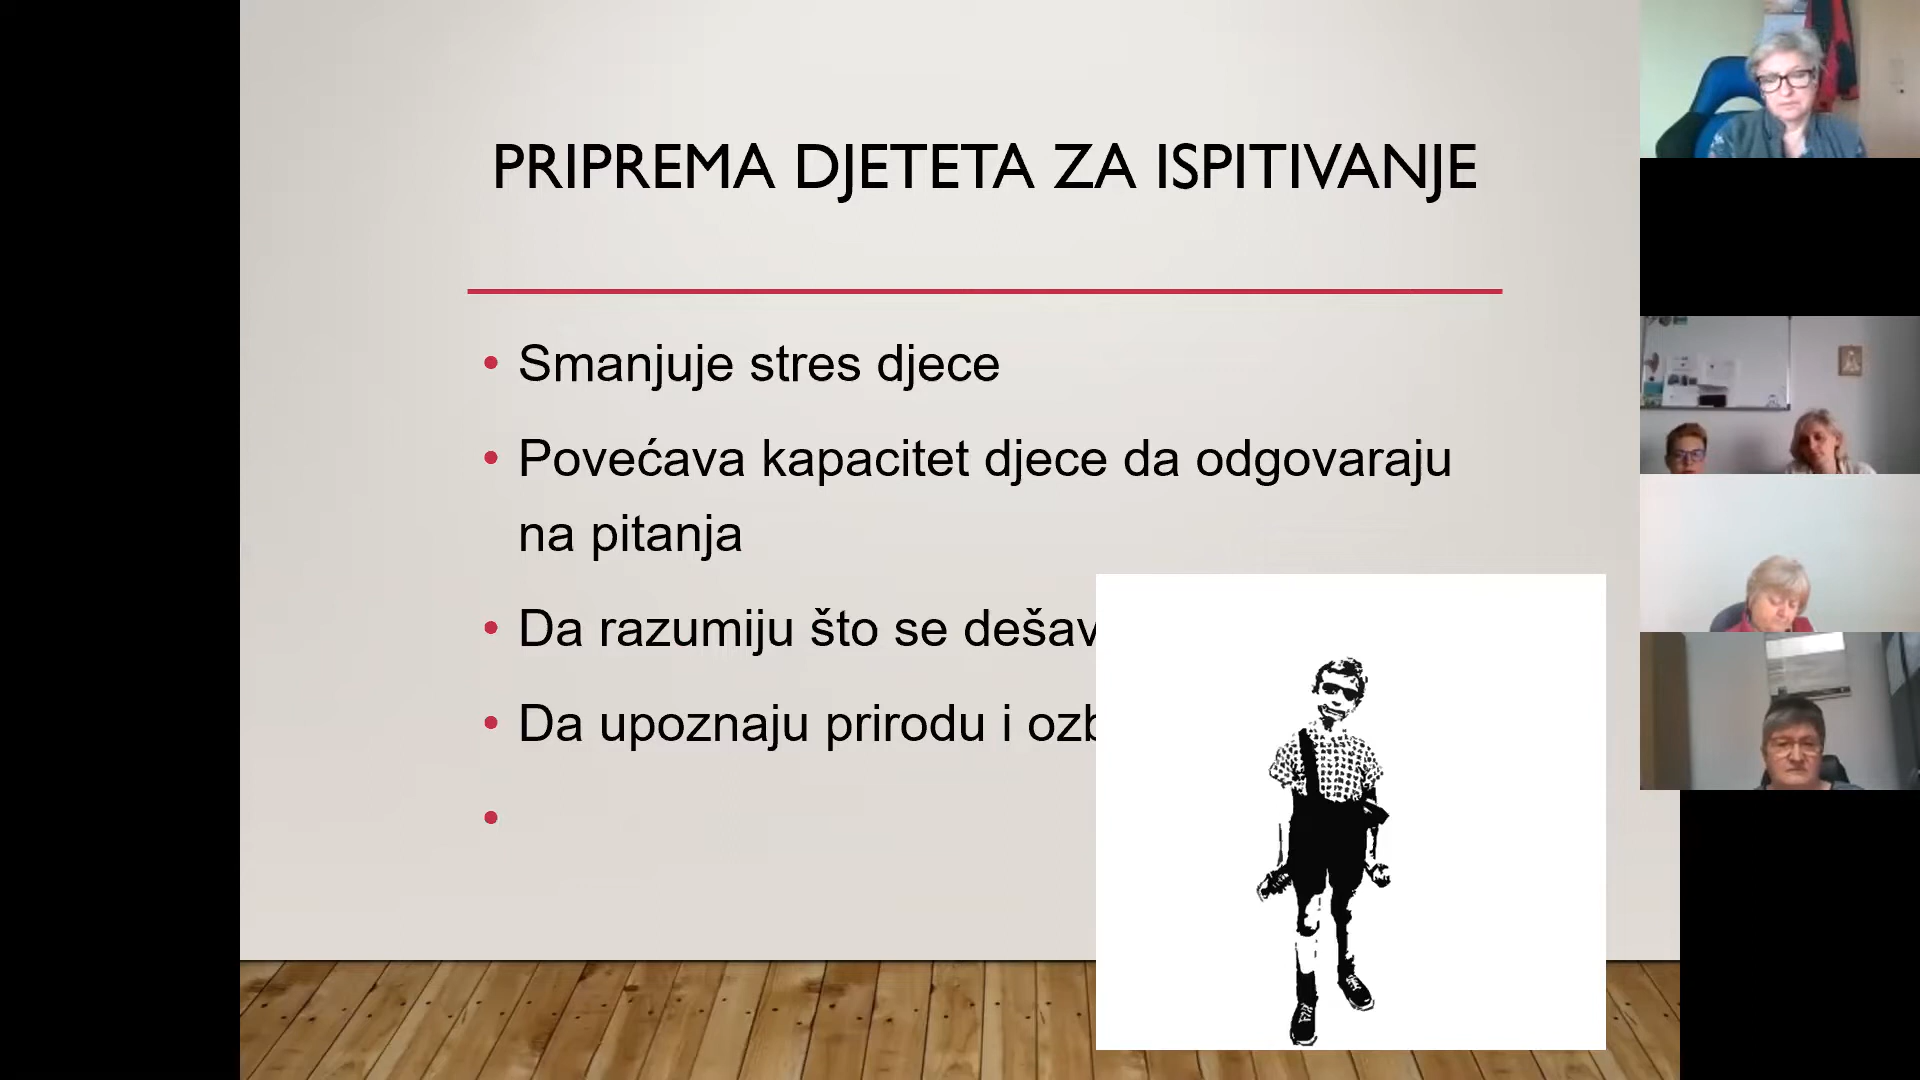 PRIPREMA DJETETA ZA ISPITIVANJE
• Smanjuje stres djece
• Povećava kapacitet djece da odgovaraju
na pitanja
• Da razumiju što se dešav
• Da upoznaju prirodu i
•